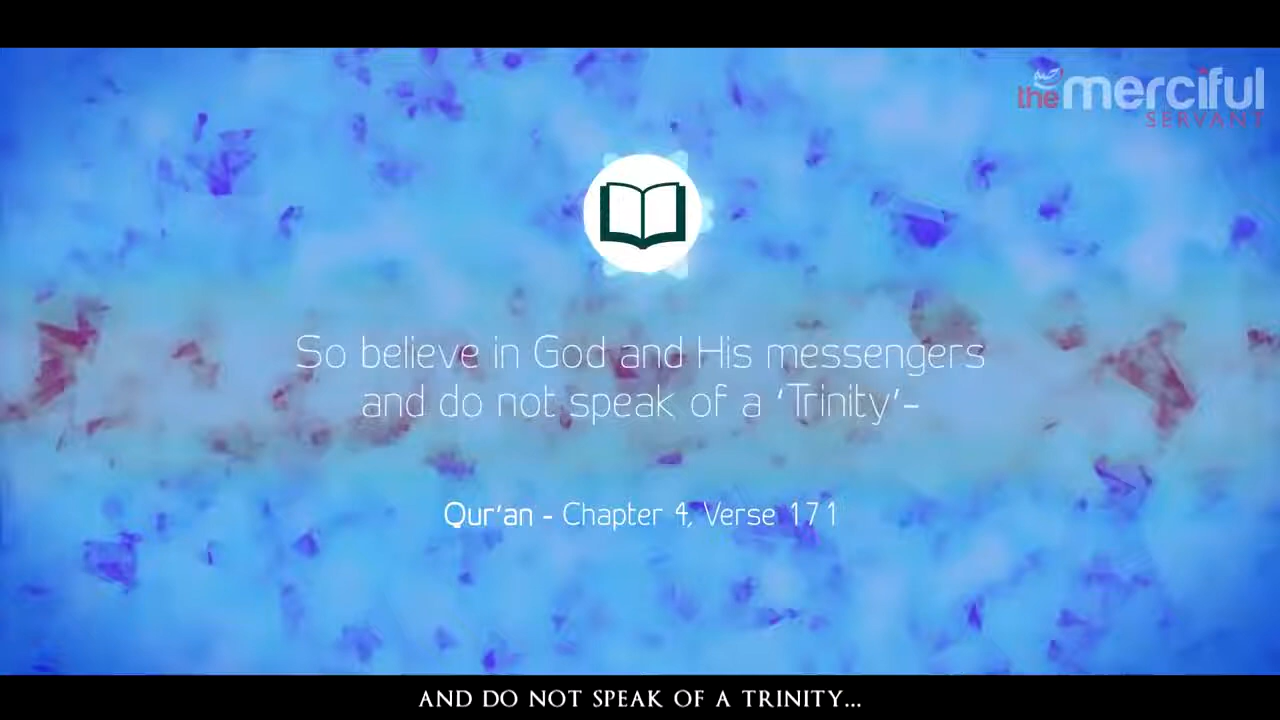 the merciful
SERVANT
So believe in God and His messengers
and do not speak of a ‘Trinity’-
Qur’an - Chapter 4, Verse 171
AND DO NOT SPEAK OF A TRINITY...